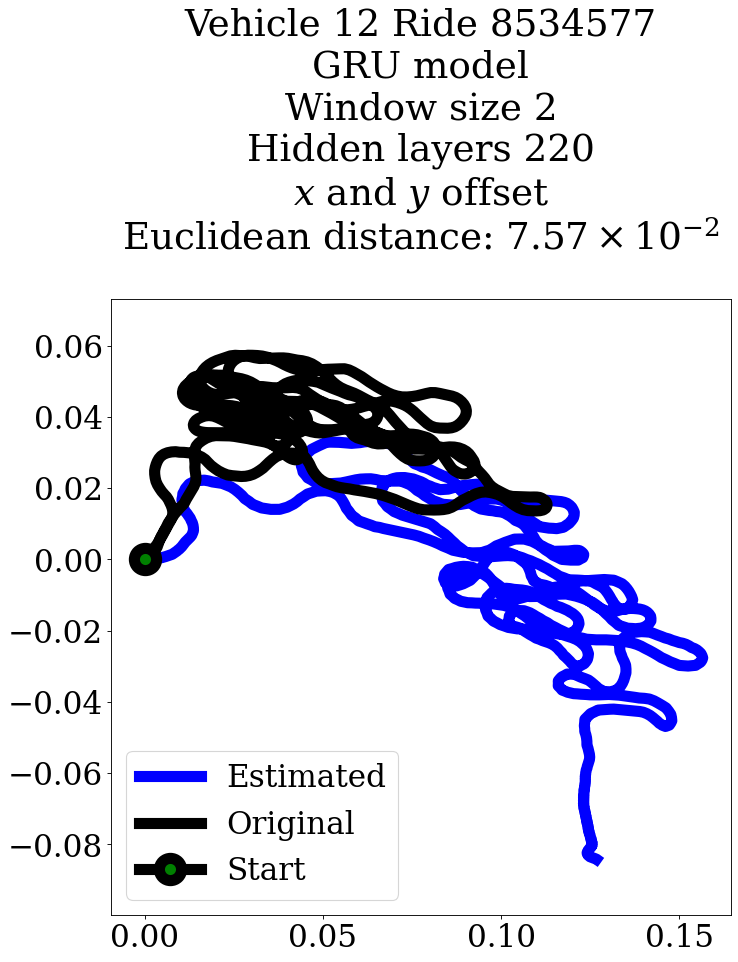 Vehicle 12 Ride 8534577
GRU model
Window size 2
Hidden layers 220
x and y offset
Euclidean distance: 7.57 × 10⁻²
0.06
0.04
0.02
0.00
−0.02
−0.04
−0.06
−0.08
Estimated
Original
Start
0.00 0.05 0.10 0.15